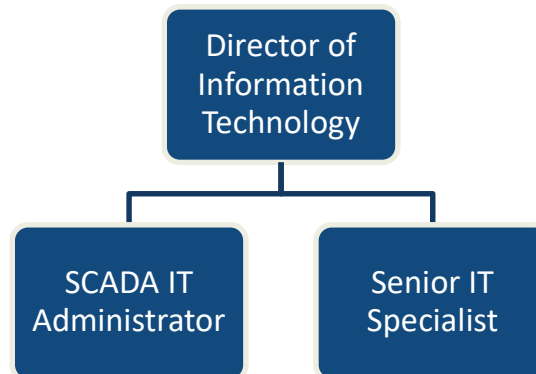 Director of
Information
Technology
SCADA IT
Administrator
Senior IT
Specialist